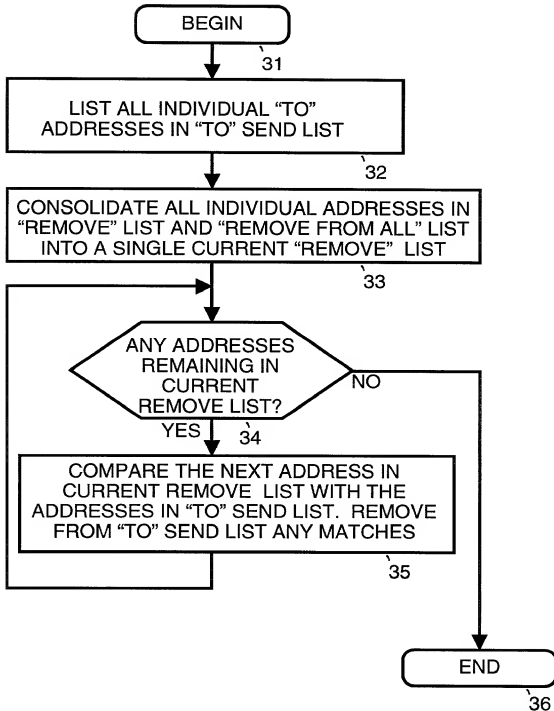 BEGIN
31
LIST ALL INDIVIDUAL “TO”
ADDRESSES IN “TO” SEND LIST
32
CONSOLIDATE ALL INDIVIDUAL ADDRESSES IN
“REMOVE” LIST AND “REMOVE FROM ALL” LIST
INTO A SINGLE CURRENT “REMOVE” LIST
33
ANY ADDRESSES
REMAINING IN
CURRENT
REMOVE LIST?
NO
YES
34
COMPARE THE NEXT ADDRESS IN
CURRENT REMOVE LIST WITH THE
ADDRESSES IN “TO” SEND LIST. REMOVE
FROM “TO” SEND LIST ANY MATCHES
35
END
36